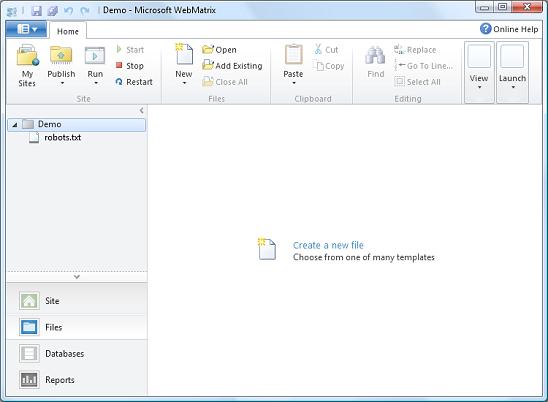 Demo - Microsoft WebMatrix
Home
Online Help
My Sites
Publish
Run
Start
Stop
Restart
Site
New
Open
Add Existing
Close All
Files
Paste
Cut
Copy
Clipboard
Find
Replace
Go To Line...
Select All
Editing
View
Launch
Demo
robots.txt
Create a new file
Choose from one of many templates
Site
Files
Databases
Reports